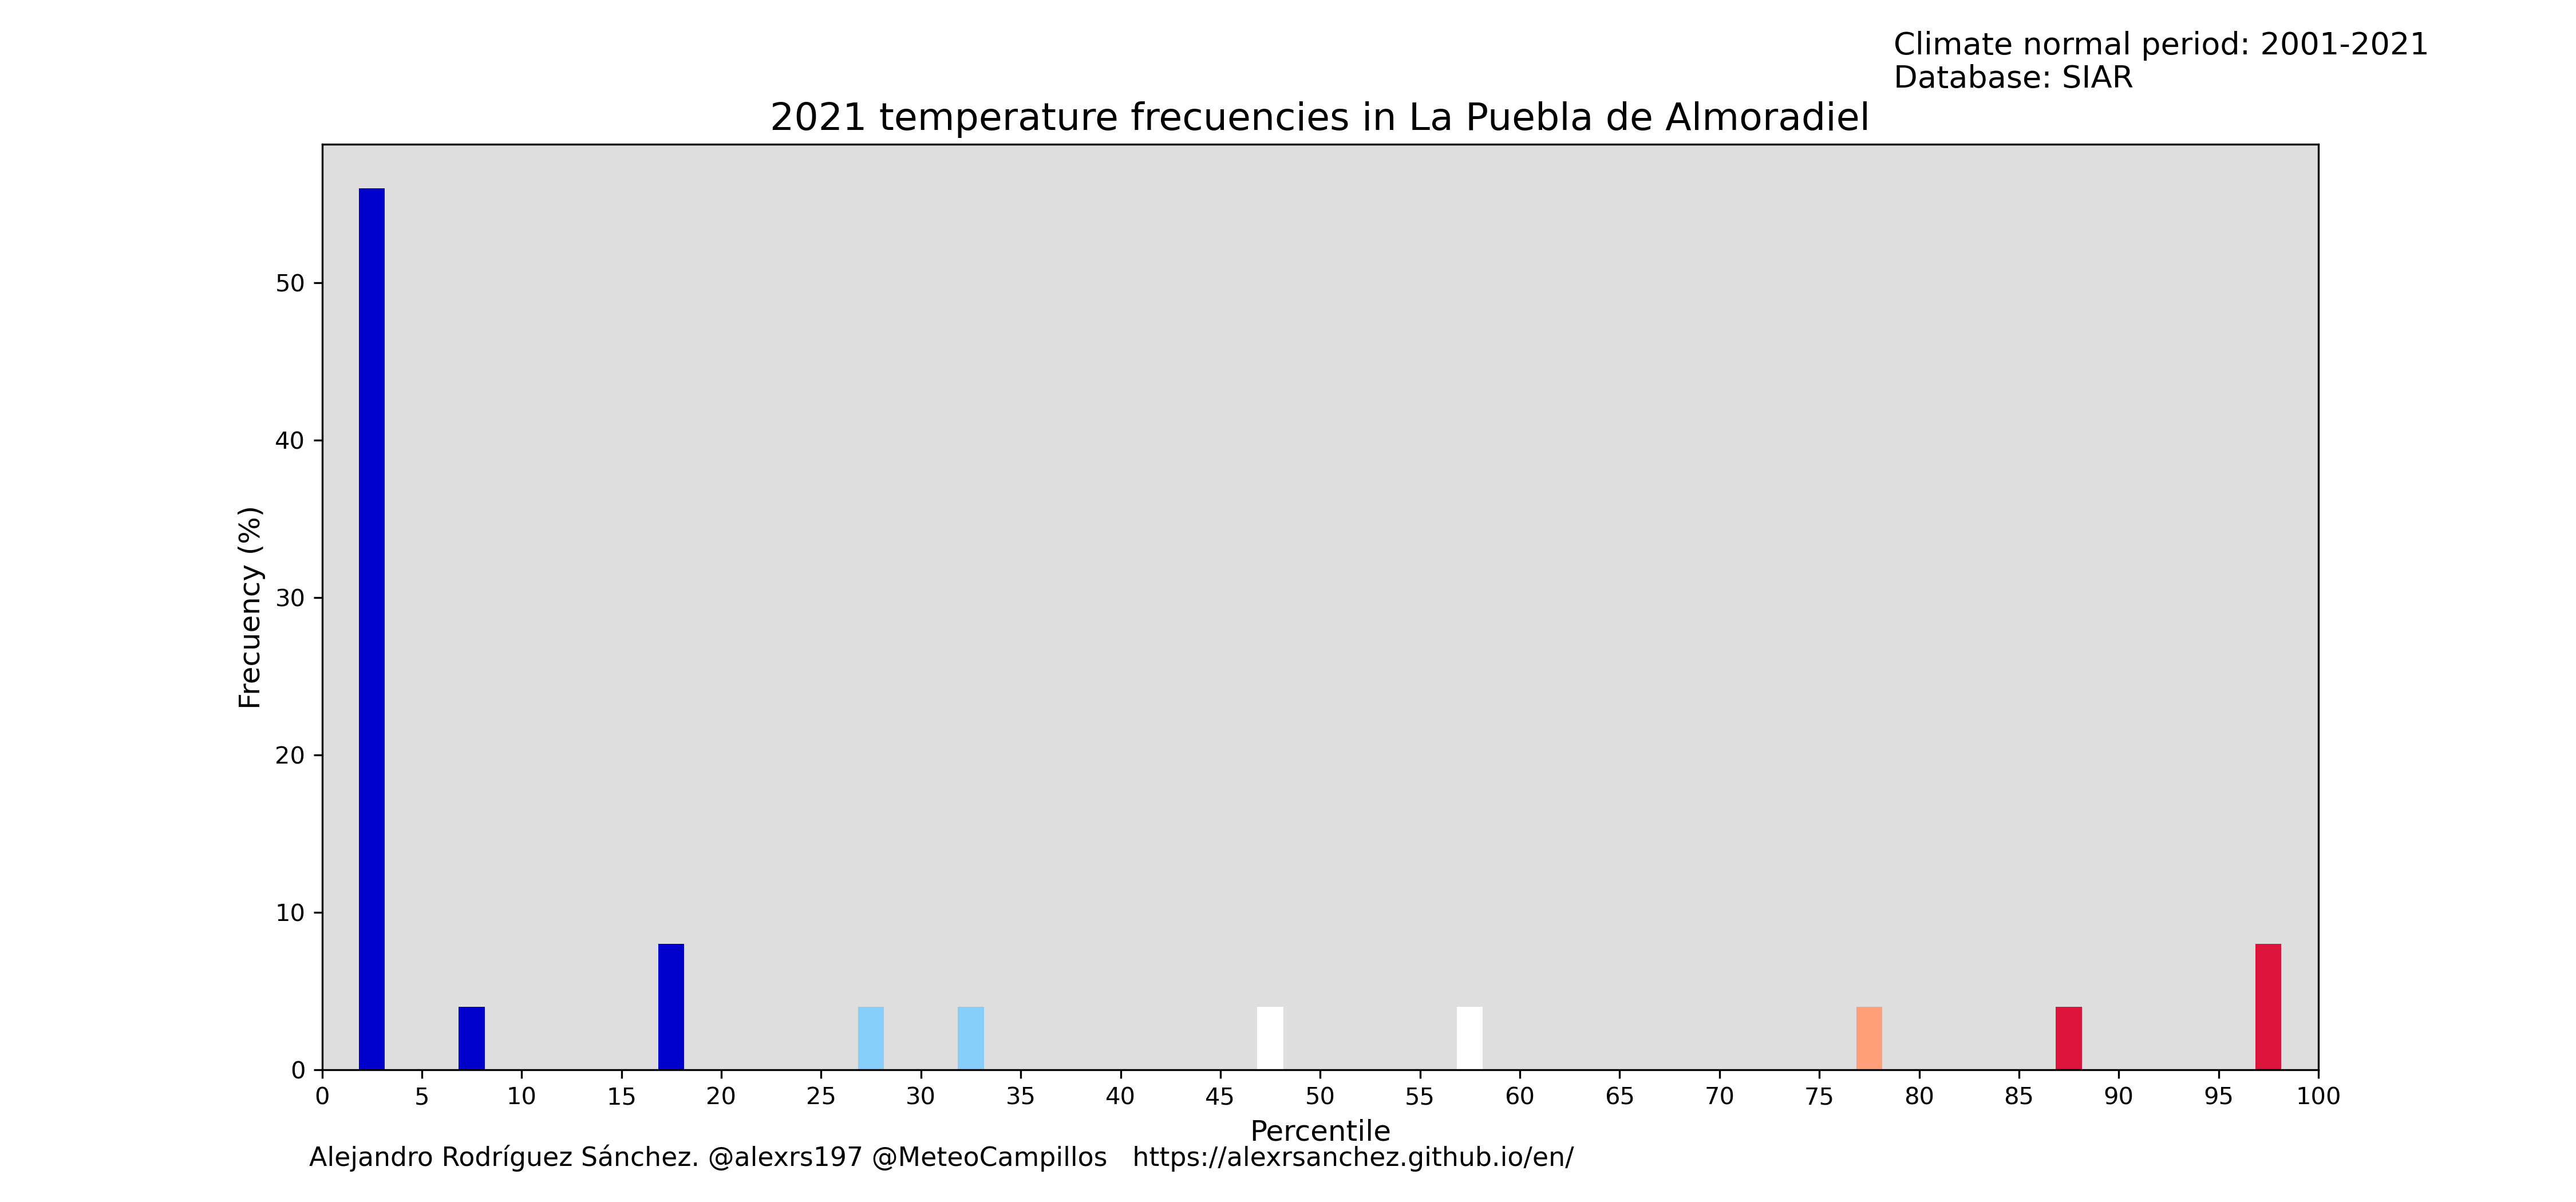 Climate normal period: 2001-2021
Database: SIAR
2021 temperature frecuencies in La Puebla de Almoradiel
Frecuency (%)
50
40
30
20
10
0
0 5 10 15 20 25 30 35 40 45 50 55 60 65 70 75 80 85 90 95 100
Percentile
Alejandro Rodríguez Sánchez. @alexrs197 @MeteoCampillos https://alexrsanchez.github.io/en/